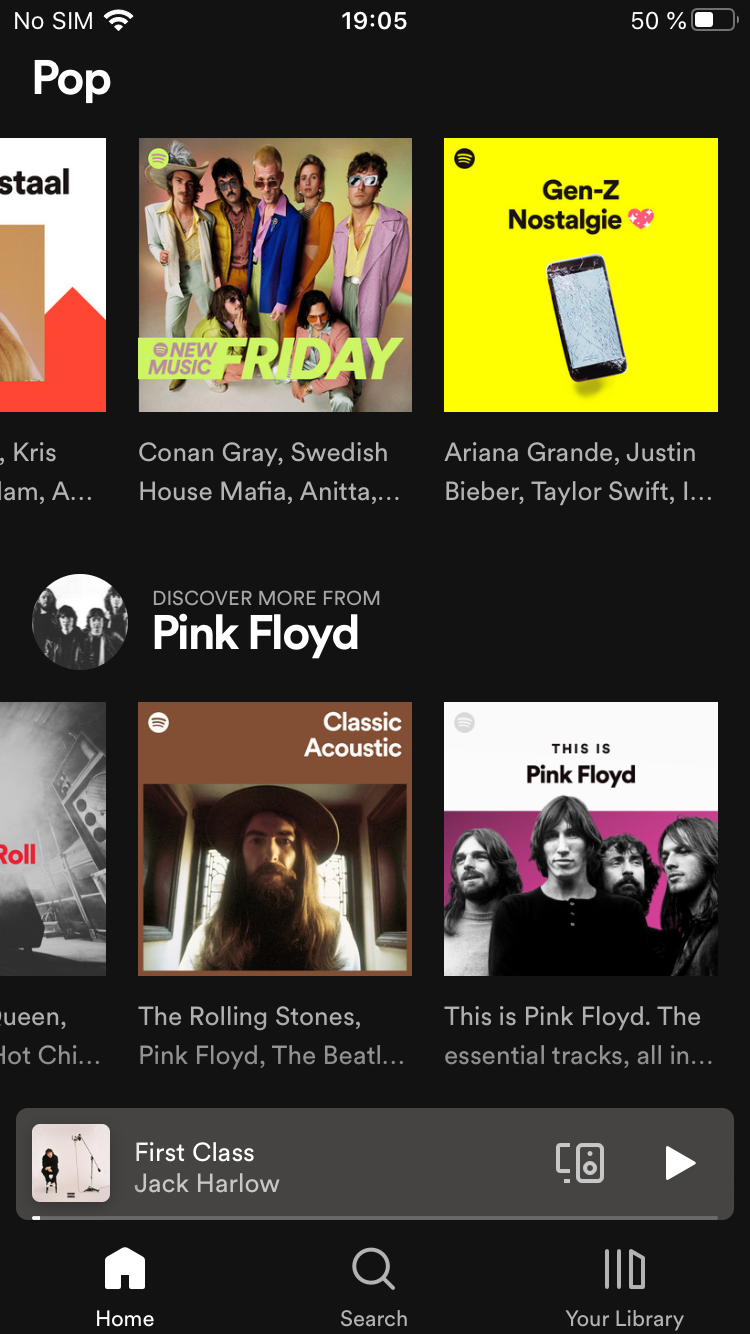 No SIM 19:05 50 %
Pop
staal
NEW
MUSIC
FRIDAY
Gen-Z
Nostalgie
, Kris
lam, A...
Conan Gray, Swedish
House Mafia, Anitta,...
Ariana Grande, Justin
Bieber, Taylor Swift, I...
DISCOVER MORE FROM
Pink Floyd
Roll
Classic
Acoustic
THIS IS
Pink Floyd
Queen,
Hot Chi...
The Rolling Stones,
Pink Floyd, The Beatl...
This is Pink Floyd. The
essential tracks, all in...
First Class
Jack Harlow
Home
Search
Your Library